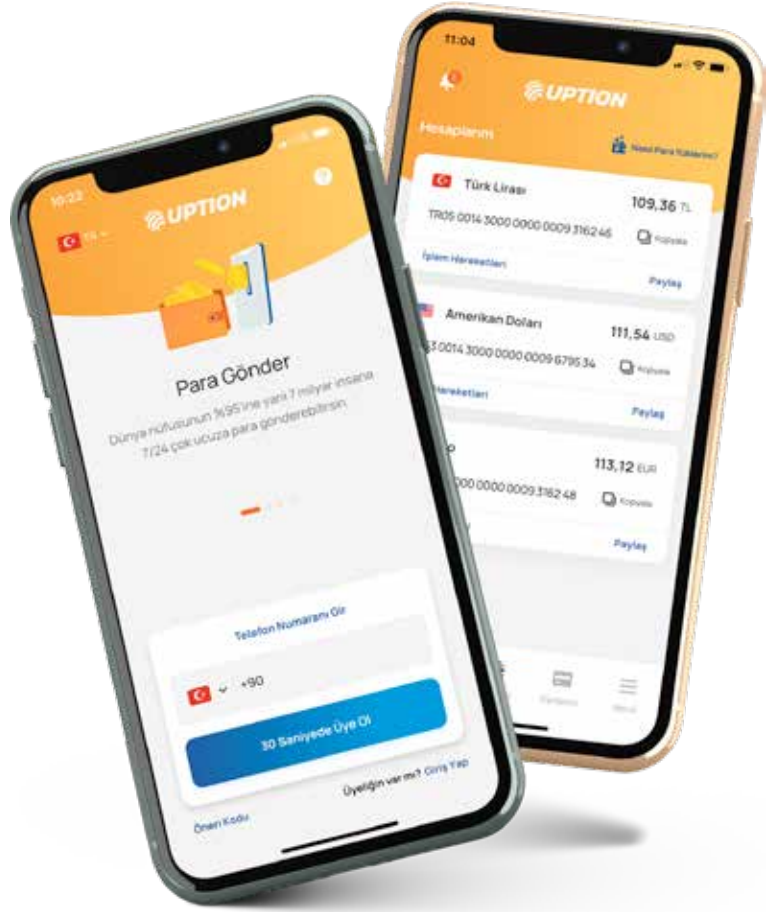 10:22
UPTION
TR
Para Gönder
Dünya nüfusunun %95'ine yani 7 milyar insana
7/24 çok ucuza para gönderebilirsin.
Telefon Numaranı Gir
+90
30 Saniyede Üye Ol
Üyeliğin var mı? Giriş Yap
Öneri Kodu
11:04
UPTION
Hesaplarım
Nasıl Para Yüklerim?
Türk Lirası
109,36 TL
TR05 0014 3000 0000 0009 3162 46
Kopyala
İşlem Hareketleri
Paylaş
Amerikan Doları
111,54 USD
53 0014 3000 0000 0009 6795 34
Kopyala
Hareketleri
Paylaş
o
113,12 EUR
000 0000 0009 3162 48
Kopyala
Paylaş
Menü